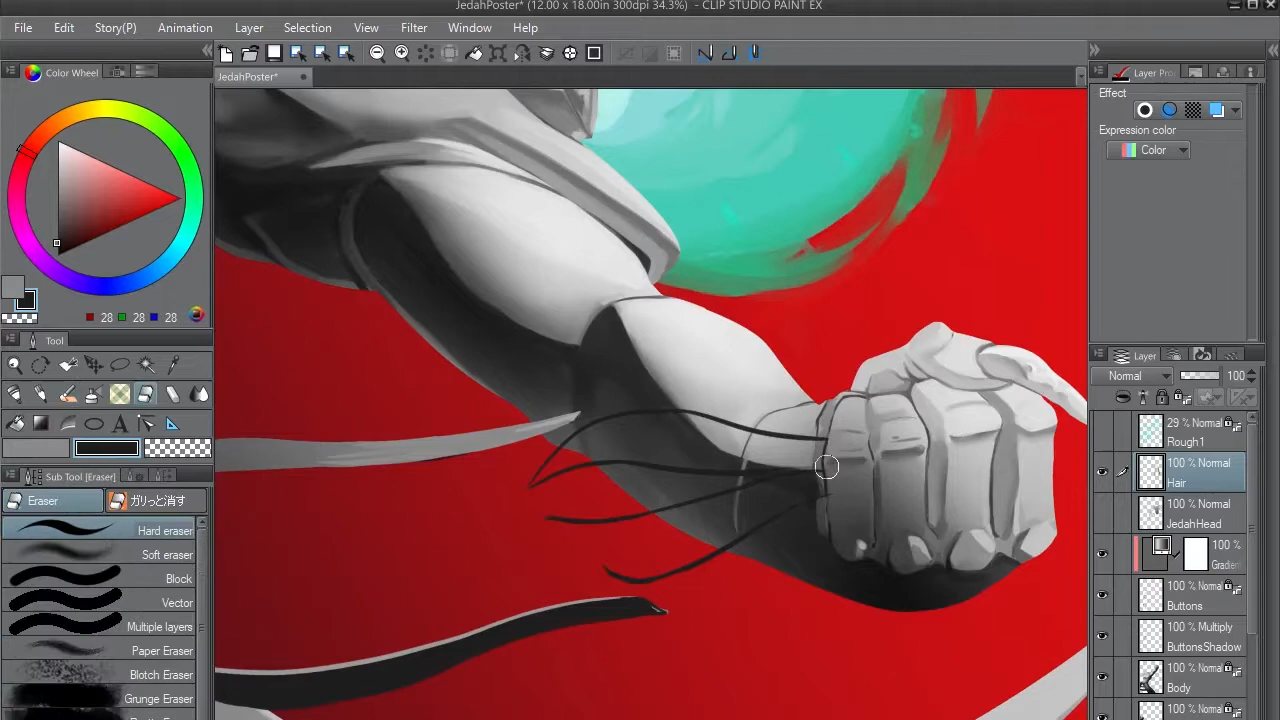 JedahPoster* (12.00 x 18.00in 300dpi 34.3%)  - CLIP STUDIO PAINT EX
File Edit Story(P) Animation Layer Selection View Filter Window Help
Color Wheel
JedahPoster*
Layer Pro
Effect
Expression color
Color
28 28 28
Tool
Layer
Normal 100
29 % Normal
Rough1
100 % Normal
Hair
100 % Normal
JedahHead
100 %
Gradien
100 % Normal
Buttons
100 % Multiply
ButtonsShadow
100 % Normal
Body
100 % Normal
Sub Tool [Eraser]
Eraser
ガリっと消す
Hard eraser
Soft eraser
Block
Vector
Multiple layers
Paper Eraser
Blotch Eraser
Grunge Eraser